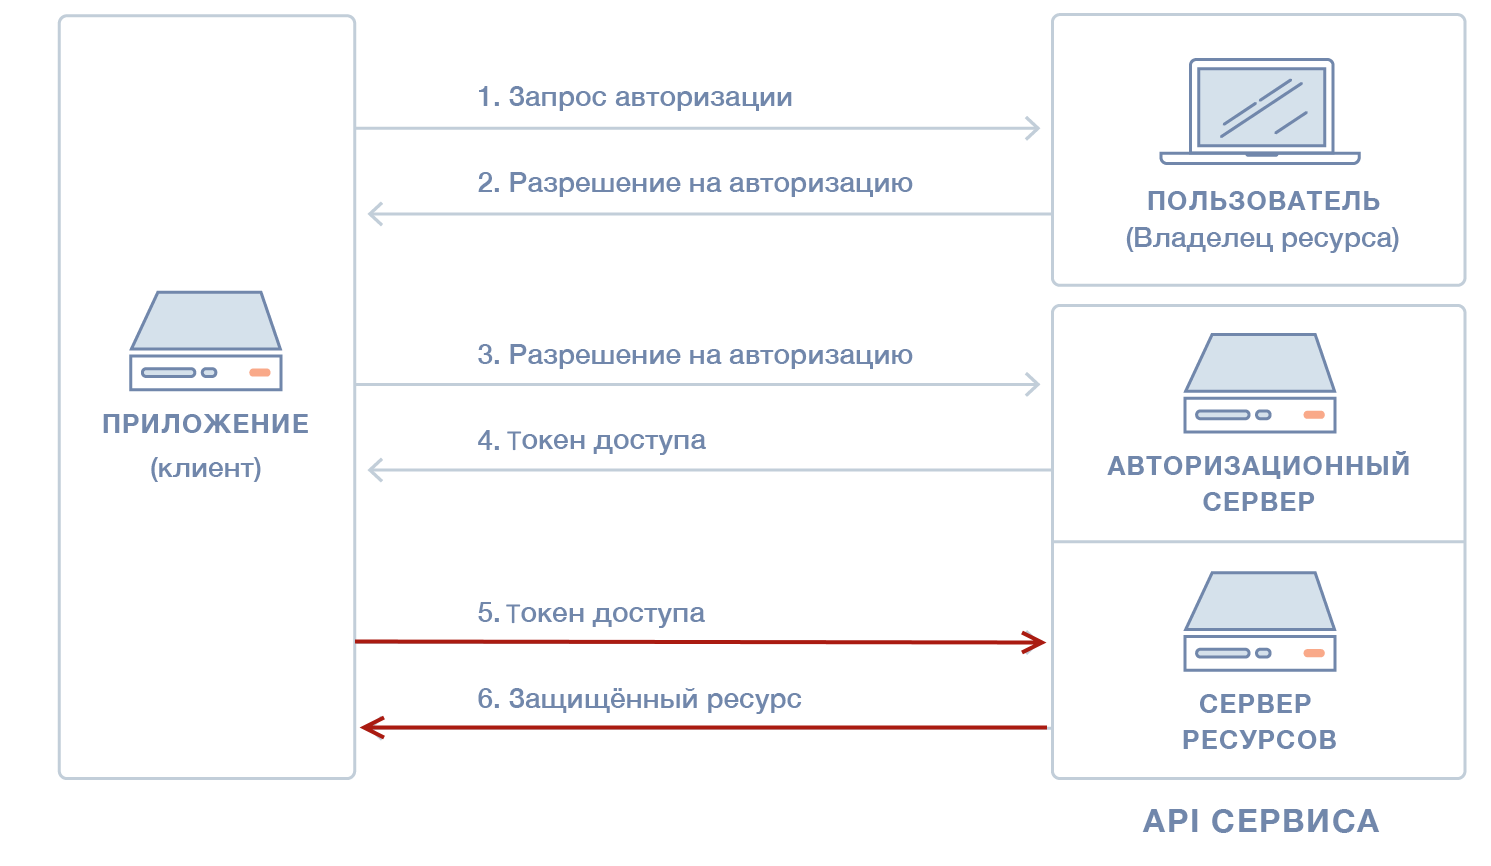 1. Запрос авторизации
2. Разрешение на авторизацию
ПОЛЬЗОВАТЕЛЬ
(Владелец ресурса)
3. Разрешение на авторизацию
ПРИЛОЖЕНИЕ
(клиент)
4. Токен доступа
АВТОРИЗАЦИОННЫЙ
СЕРВЕР
5. Токен доступа
6. Защищённый ресурс
СЕРВЕР
РЕСУРСОВ
API СЕРВИСА